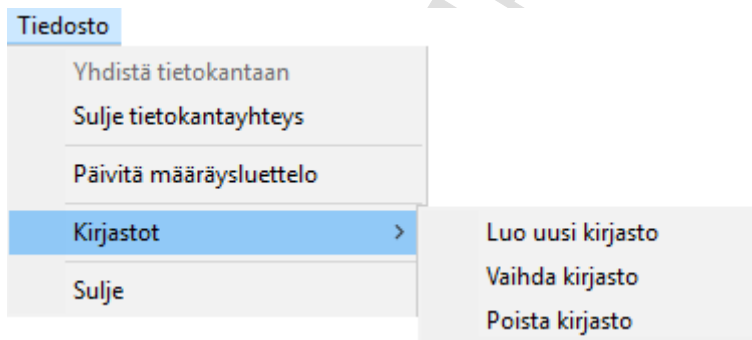 Tiedosto
Yhdistä tietokantaan
Sulje tietokantayhteys
Päivitä määräysluettelo
Kirjastot >
Luo uusi kirjasto
Vaihda kirjasto
Poista kirjasto
Sulje